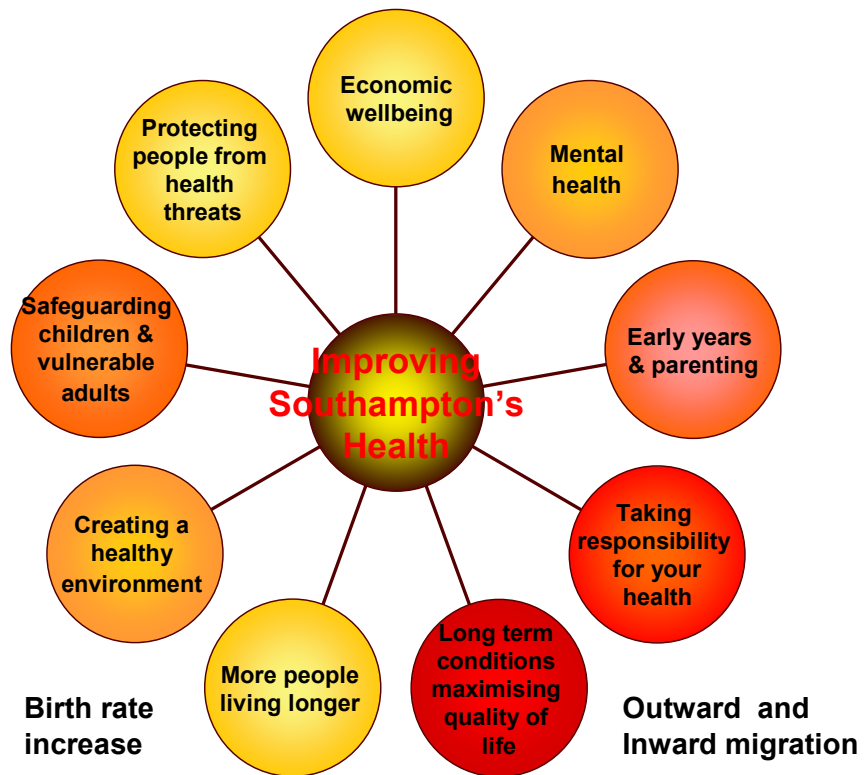 Economic
wellbeing
Mental
health
Early years
& parenting
Taking
responsibility
for your
health
Long term
conditions
maximising
quality of
life
More people
living longer
Creating a
healthy
environment
Safeguarding
children &
vulnerable
adults
Protecting
people from
health
threats
Improving
Southampton's
Health
Birth rate
increase
Outward and
Inward migration